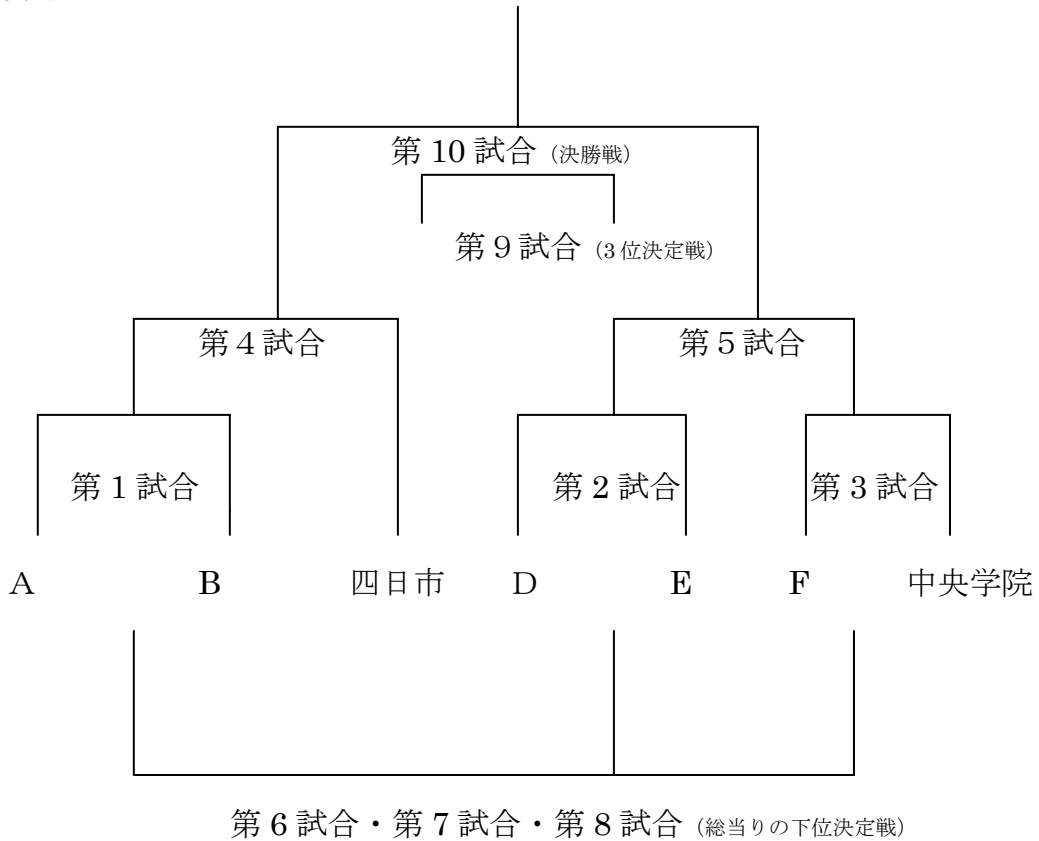 第10試合（決勝戦）
第９試合（3位決定戦）
第４試合 第５試合
第1試合 第2試合 第3試合
A B 四日市 D E F 中央学院
第6試合・第7試合・第8試合（総当りの下位決定戦）